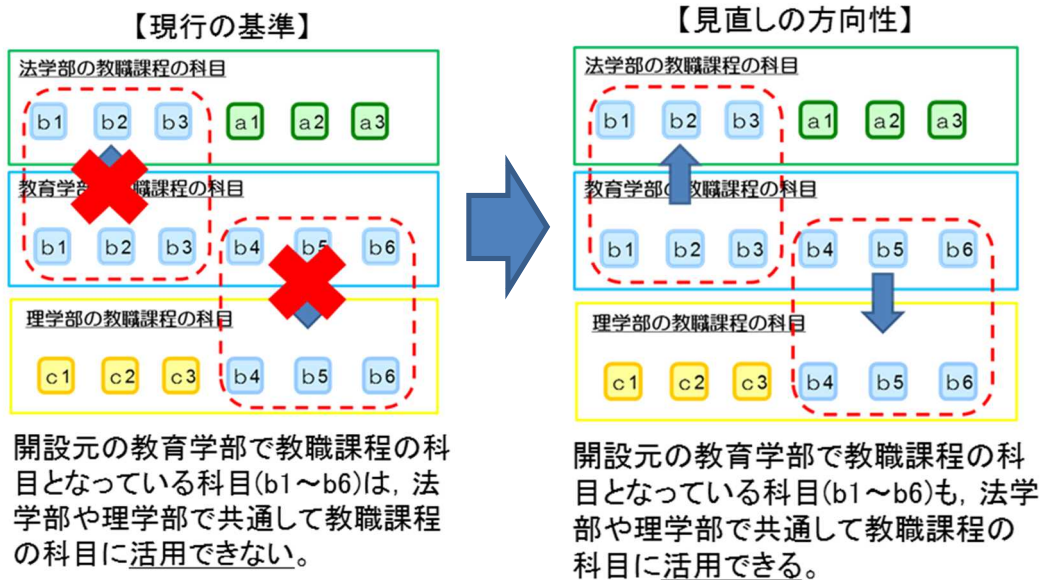 【現行の基準】
法学部の教職課程の科目
b1 b2 b3 a1 a2 a3
教育学部の教職課程の科目
b1 b2 b3 b4 b5 b6
理学部の教職課程の科目
c1 c2 c3 b4 b5 b6
開設元の教育学部で教職課程の科
目となっている科目(b1~b6)は, 法
学部や理学部で共通して教職課程
の科目に活用できない。
【見直しの方向性】
法学部の教職課程の科目
b1 b2 b3 a1 a2 a3
教育学部の教職課程の科目
b1 b2 b3 b4 b5 b6
理学部の教職課程の科目
c1 c2 c3 b4 b5 b6
開設元の教育学部で教職課程の科
目となっている科目(b1~b6)も, 法学
部や理学部で共通して教職課程の
科目に活用できる。